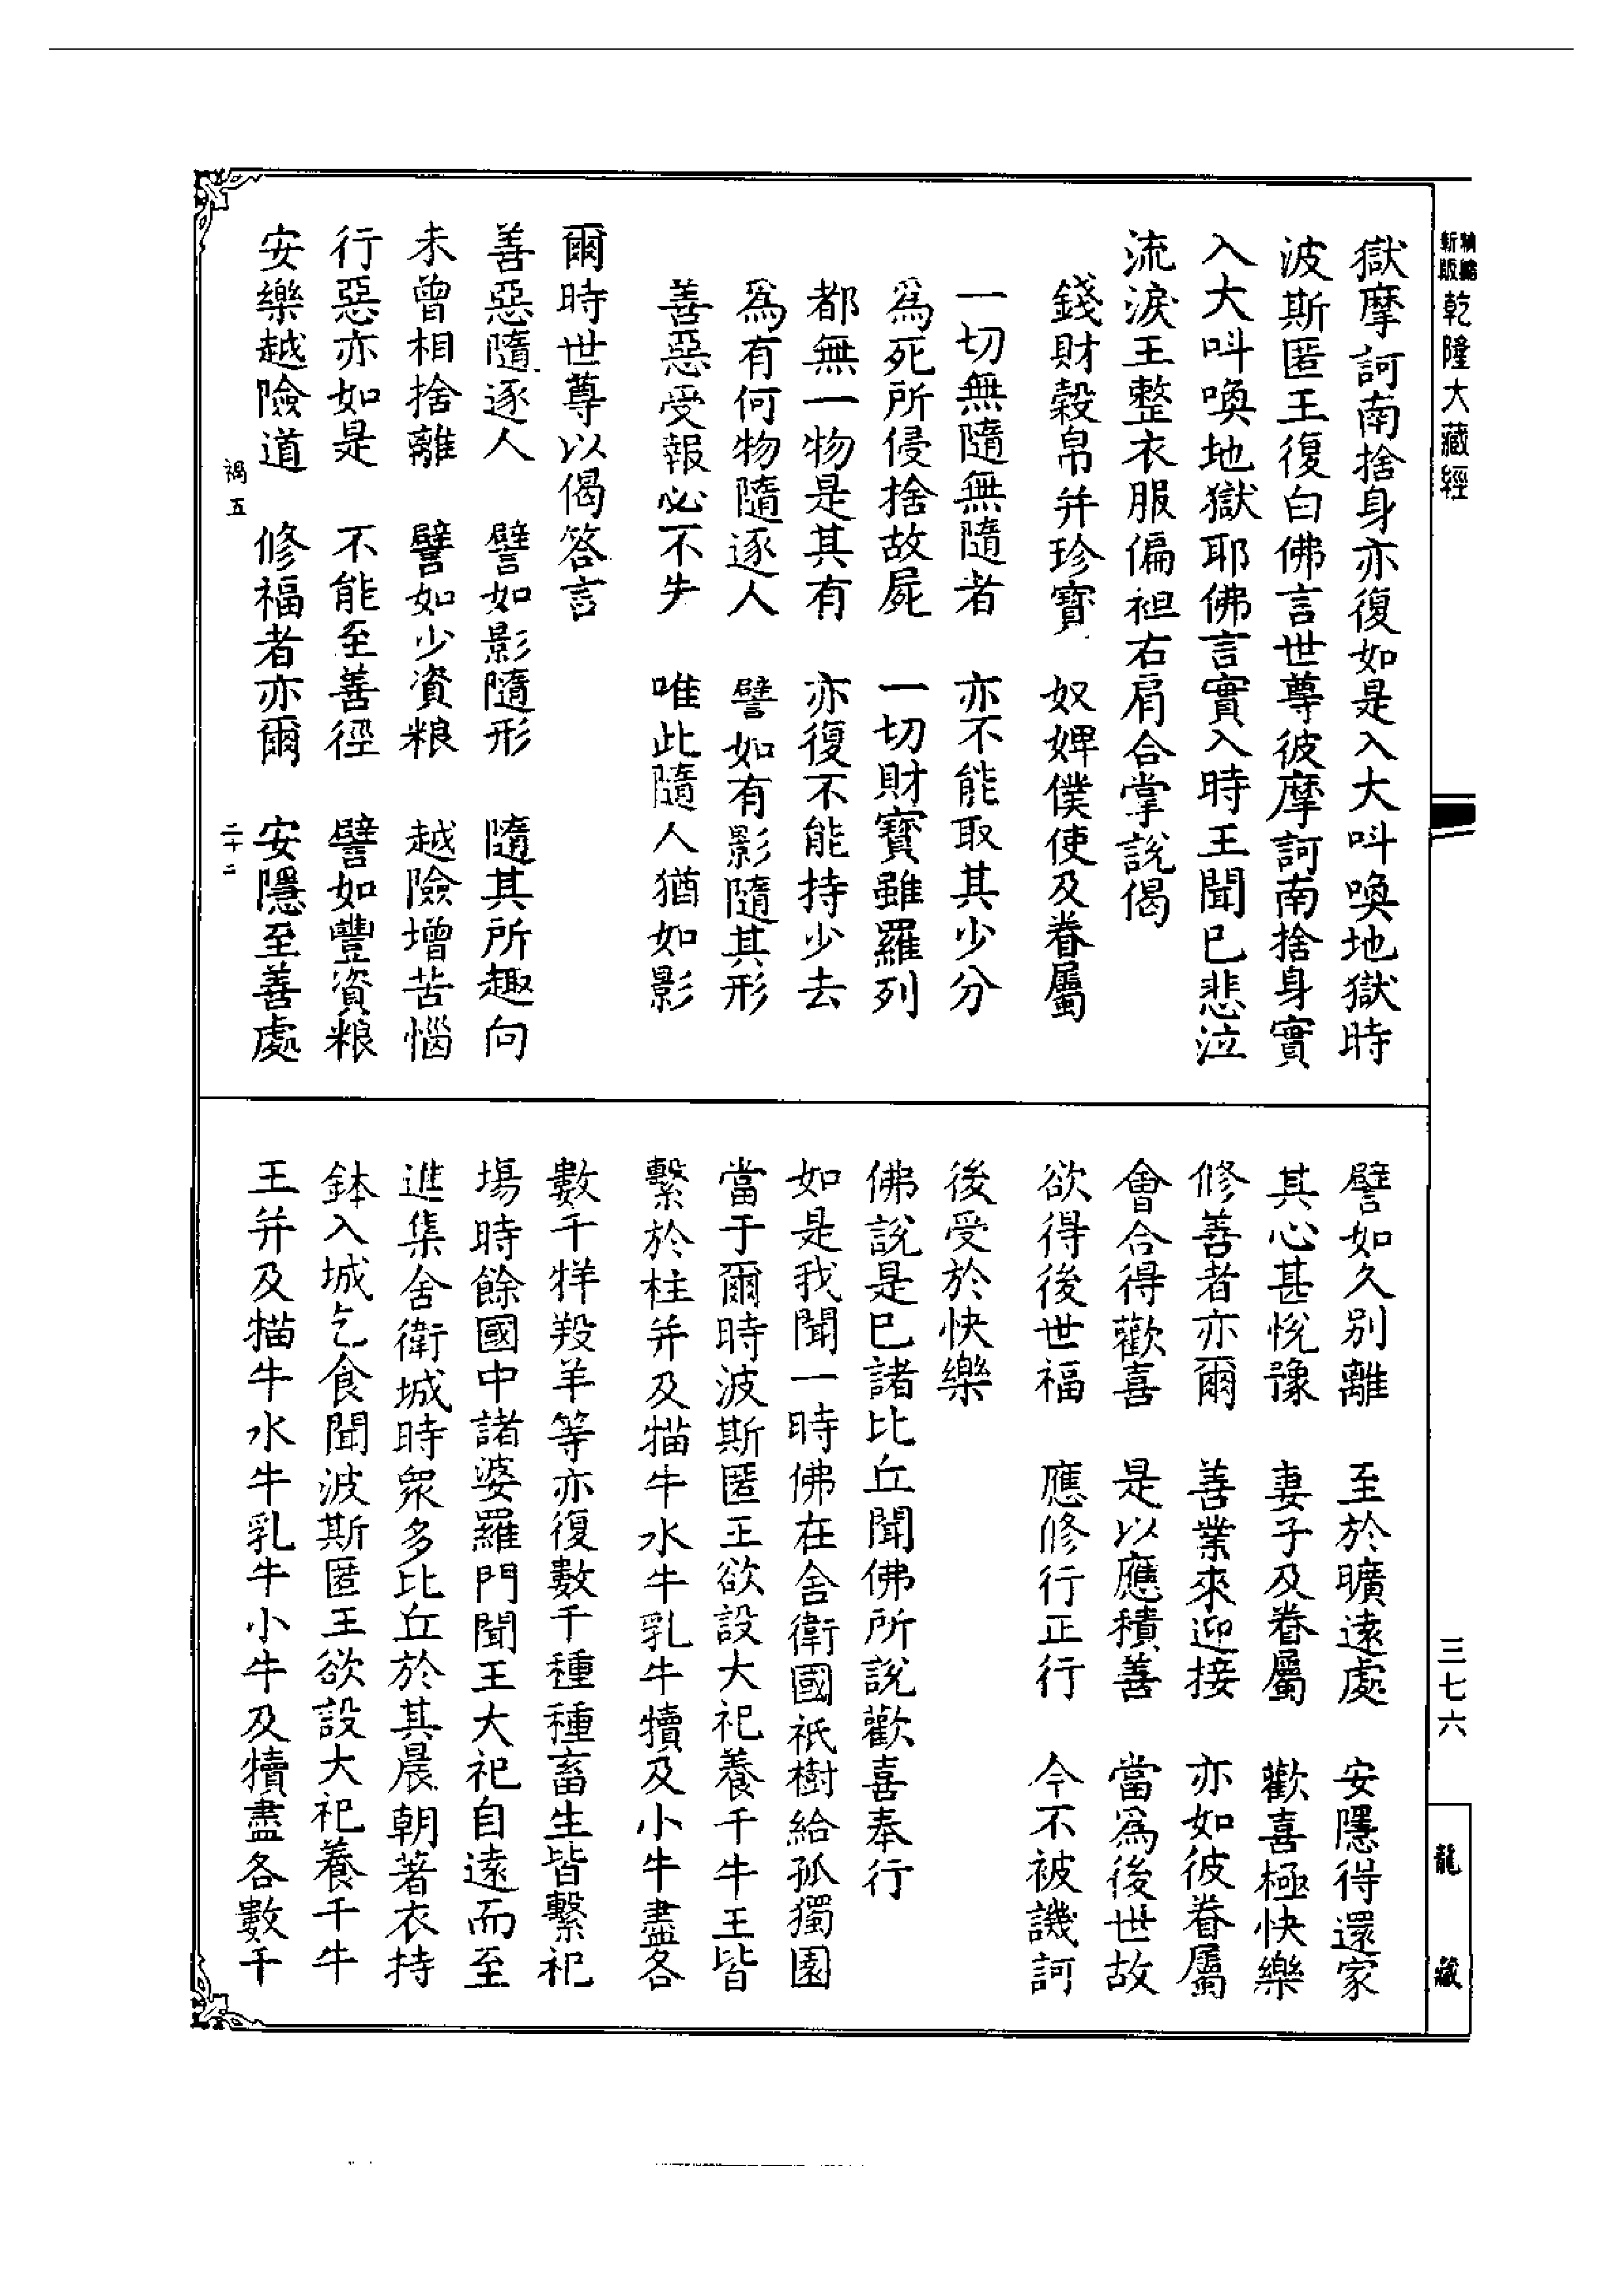 精縮新版乾隆大藏經
獄摩訶南捨身亦復如是入大叫喚地獄時
波斯匿王復白佛言世尊彼摩訶南捨身實
入大叫喚地獄耶佛言實入時王聞已悲泣
流淚王整衣服偏袒右肩合掌說偈
錢財穀帛并珍寶　奴婢僕使及眷屬
一切無隨無隨者　亦不能取其少分
爲死所侵捨故屍　一切財寶雖羅列
都無一物是其有　亦復不能持少去
爲有何物隨逐人　譬如有影隨其形
善惡受報必不失　唯此隨人猶如影
爾時世尊以偈答言
善惡隨逐人　譬如影隨形　隨其所趣向
未曾相捨離　譬如少資粮　越險增苦惱
行惡亦如是　不能至善徑　譬如豐資粮
安樂越險道　修福者亦爾　安隱至善處
禍五　二十二
譬如久別離　至於曠遠處　安隱得還家
其心甚悅豫　妻子及眷屬　歡喜極快樂
修善者亦爾　善業來迎接　亦如彼眷屬
會合得歡喜　是以應積善　當爲後世故
欲得後世福　應修行正行　今不被譏訶
後受於快樂
佛說是已諸比丘聞佛所說歡喜奉行
如是我聞一時佛在舍衛國祇樹給孤獨園
當于爾時波斯匿王欲設大祀養千牛王皆
繫於柱并及犌牛水牛乳牛犢及小牛盡各
數千牂羖羊等亦復數千種種畜生皆繫祀
場時餘國中諸婆羅門聞王大祀自遠而至
進集舍衛城時衆多比丘於其晨朝著衣持
鉢入城乞食聞波斯匿王欲設大祀養千牛
王并及犌牛水牛乳牛小牛及犢盡各數千
三七六
龍藏